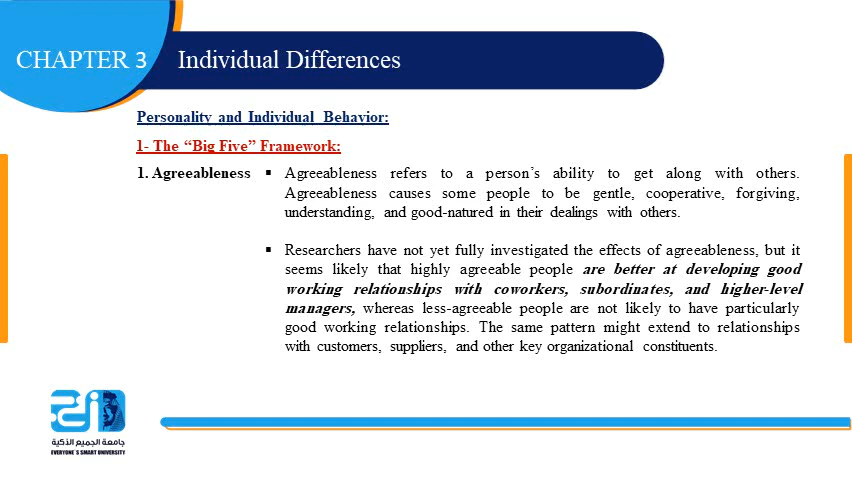 CHAPTER 3
Individual Differences
Personality and Individual Behavior:
1- The “Big Five” Framework:
1. Agreeableness
▪ Agreeableness refers to a person’s ability to get along with others.
Agreeableness causes some people to be gentle, cooperative, forgiving,
understanding, and good-natured in their dealings with others.
▪ Researchers have not yet fully investigated the effects of agreeableness, but it
seems likely that highly agreeable people are better at developing good
working relationships with coworkers, subordinates, and higher-level
managers, whereas less-agreeable people are not likely to have particularly
good working relationships. The same pattern might extend to relationships
with customers, suppliers, and other key organizational constituents.
جامعة الجميع الذكية
EVERYONE'S SMART UNIVERSITY